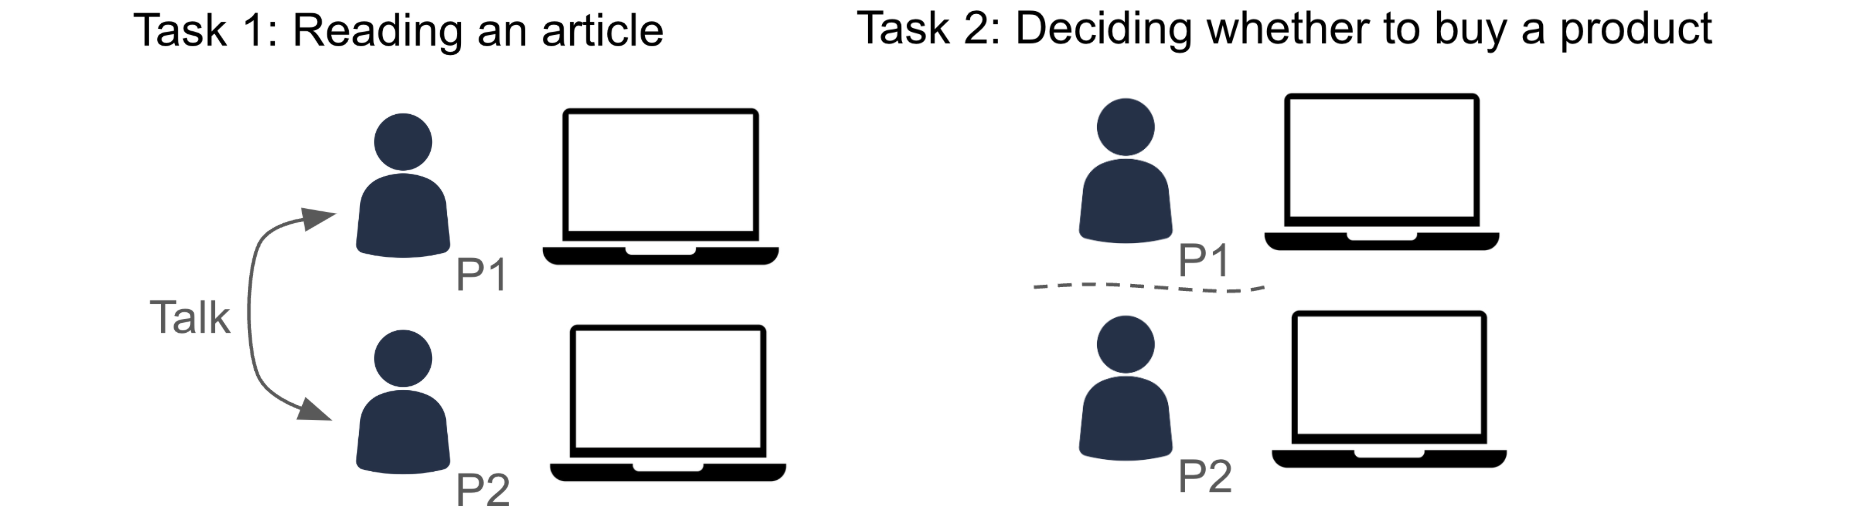 Task 1: Reading an article
Talk
P1
P2
Task 2: Deciding whether to buy a product
P1
P2